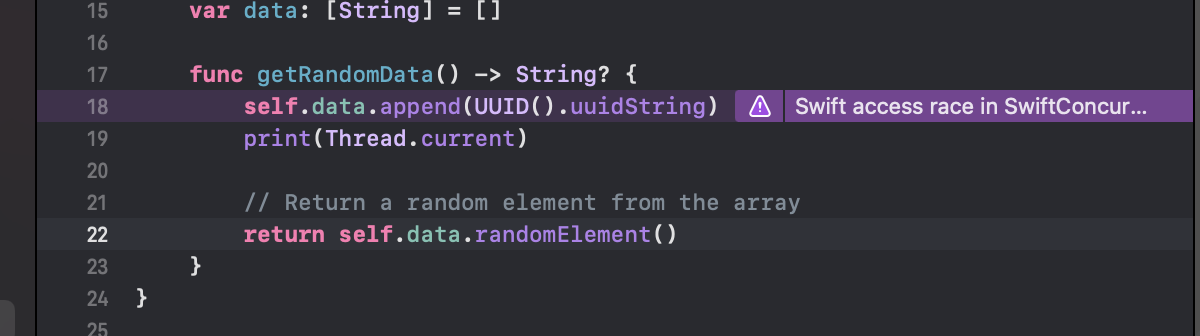 15 var data: [String] = []
16
17 func getRandomData() -> String? {
18 self.data.append(UUID().uuidString) Swift access race in SwiftConcur...
19 print(Thread.current)
20
21 // Return a random element from the array
22 return self.data.randomElement()
23 }
24 }
25